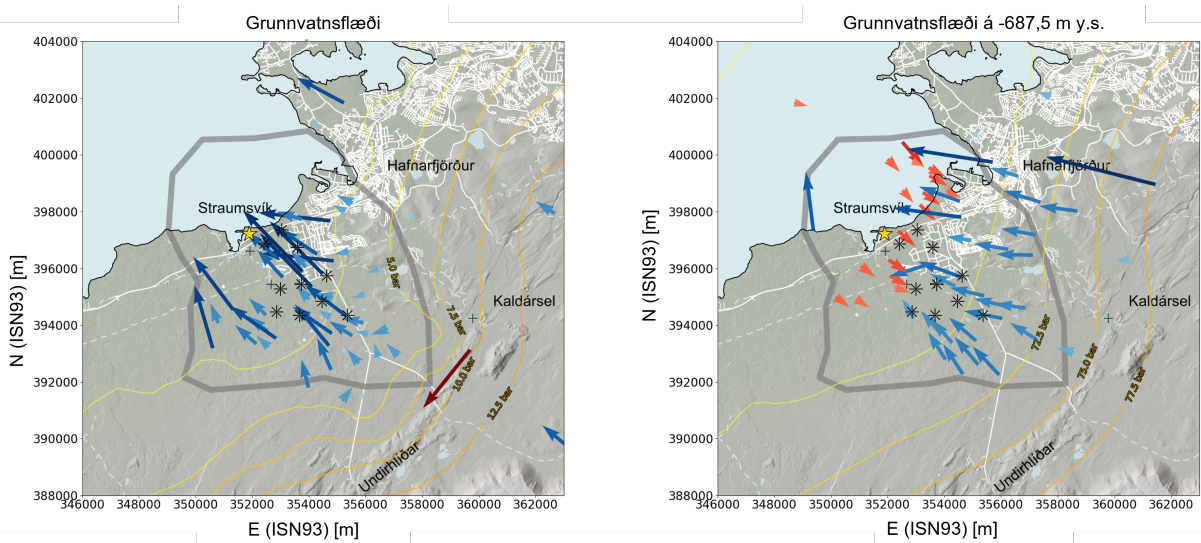 Grunnvatnsflæði
404000
402000
400000
398000
396000
394000
392000
390000
388000
N (ISN93) [m]
Hafnarfjörður
Straumsvík
Kaldársel
Undirhlíðar
5.0 bar
7.5 bar
10.0 bar
12.5 bar
346000
348000
350000
352000
354000
356000
358000
360000
362000
E (ISN93) [m]
Grunnvatnsflæði á -687,5 m y.s.
404000
402000
400000
398000
396000
394000
392000
390000
388000
N (ISN93) [m]
Hafnarfjörður
Straumsvík
Kaldársel
Undirhlíðar
72.5 bar
75.0 bar
77.5 bar
346000
348000
350000
352000
354000
356000
358000
360000
362000
E (ISN93) [m]